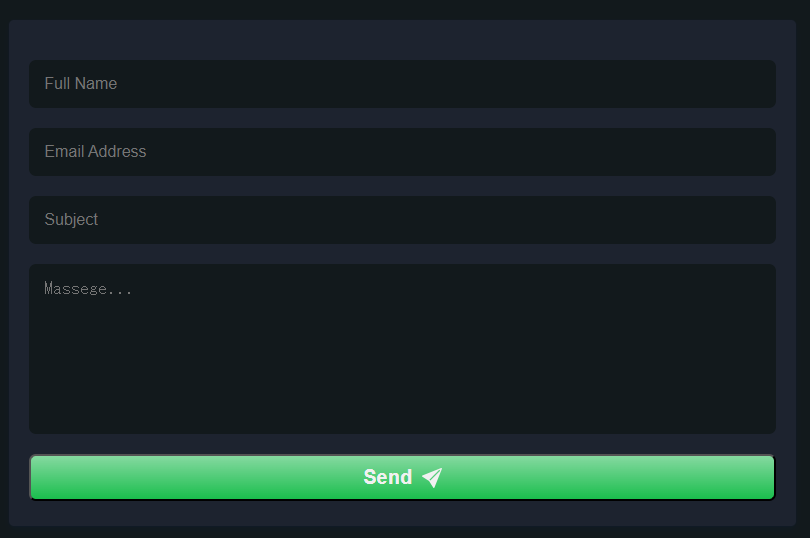 Full Name
Email Address
Subject
Massege...
Send